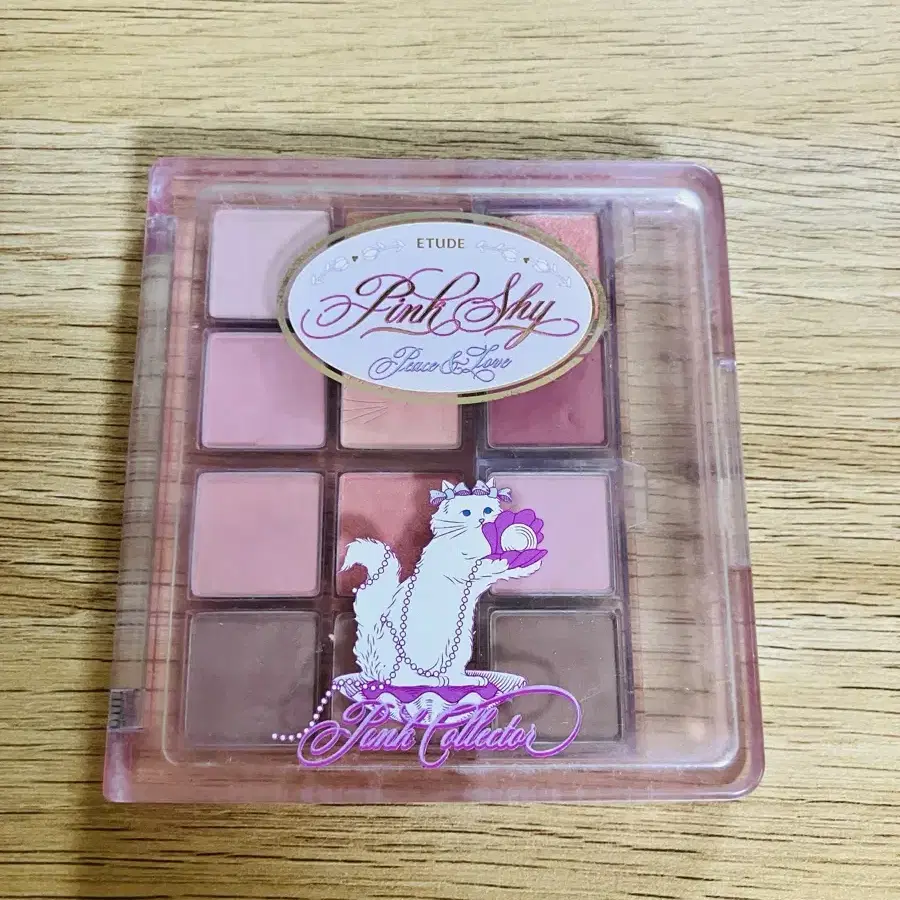 ETUDE
Pink Shy
Peace & Love
Pink Collector